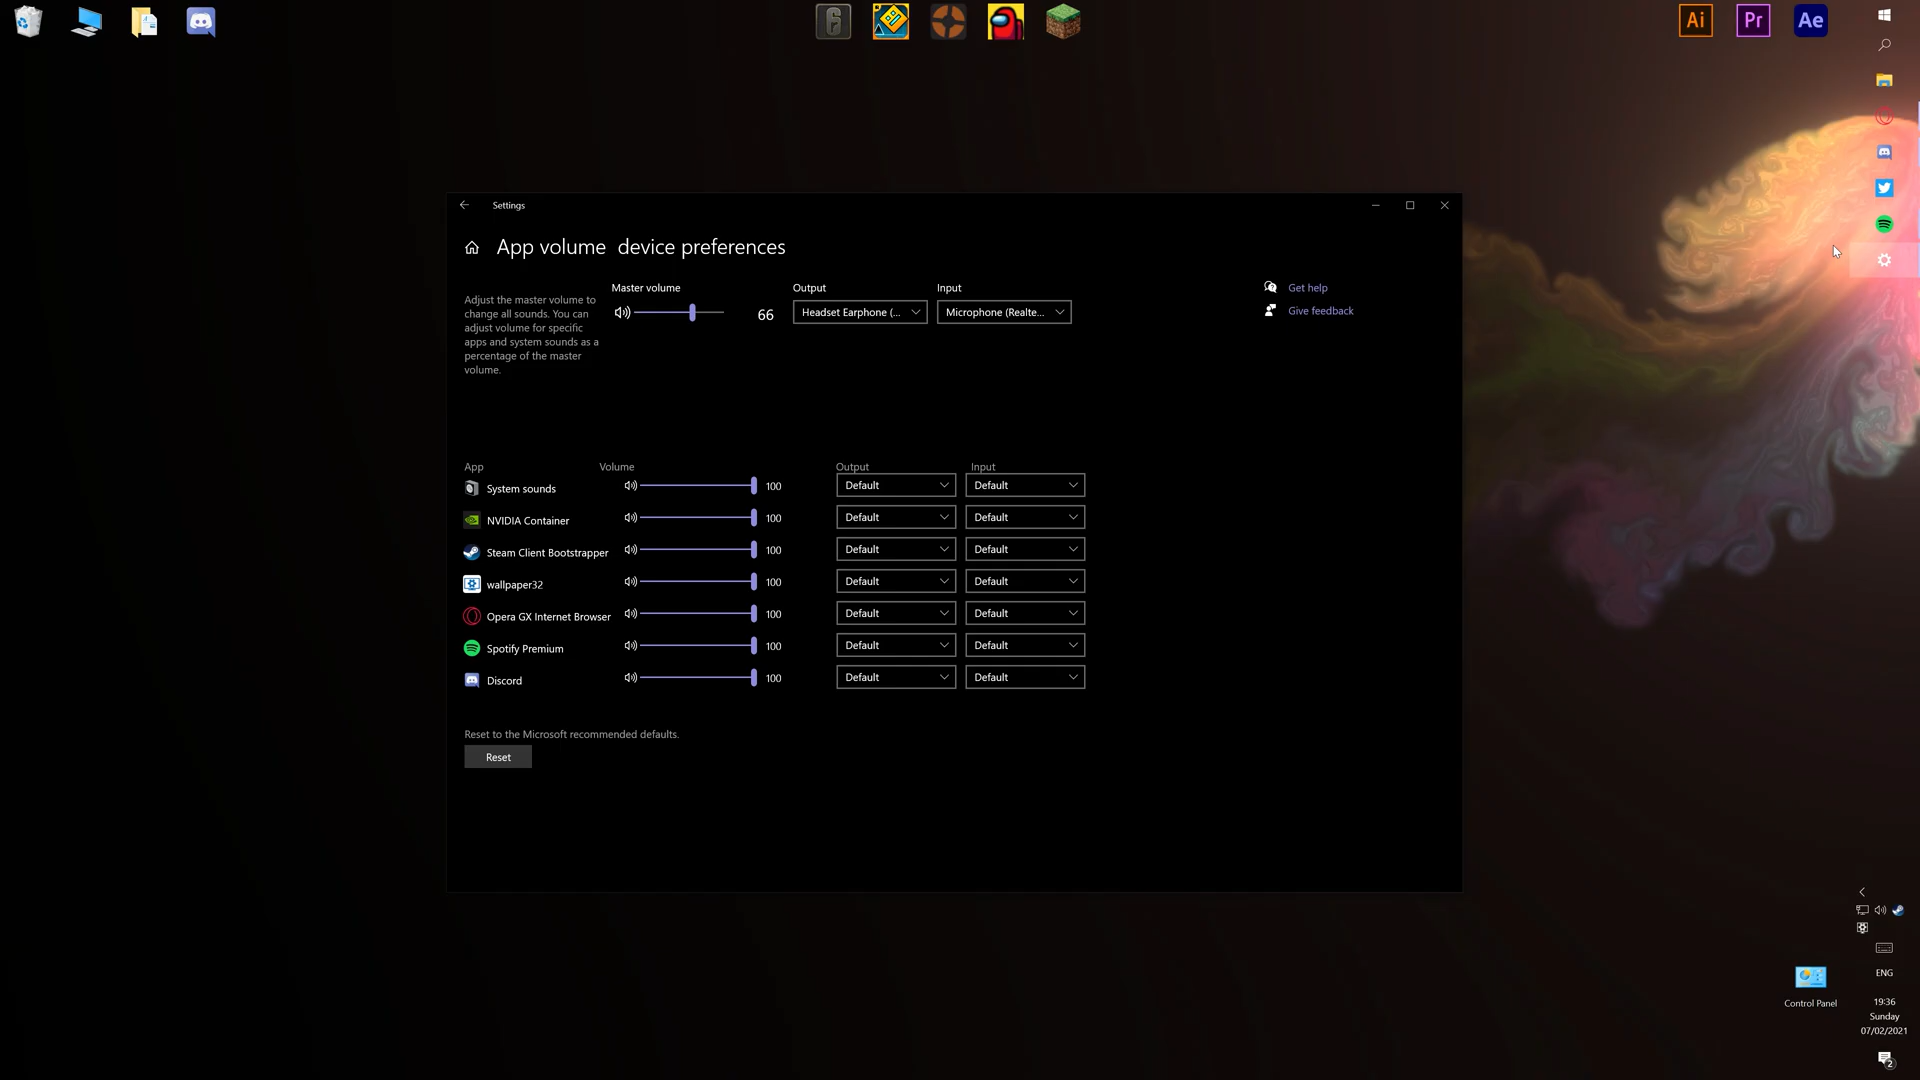 6
Ai Pr Ae
Settings
App volume device preferences
Master volume
Output
Input
Adjust the master volume to
change all sounds. You can
adjust volume for specific
apps and system sounds as a
percentage of the master
volume.
66
Headset Earphone (...
Microphone (Realte...
Get help
Give feedback
App Volume Output Input
System sounds 100 Default Default
NVIDIA Container 100 Default Default
Steam Client Bootstrapper 100 Default Default
wallpaper32 100 Default Default
Opera GX Internet Browser 100 Default Default
Spotify Premium 100 Default Default
Discord 100 Default Default
Reset to the Microsoft recommended defaults.
Reset
ENG
Control Panel
19:36
Sunday
07/02/2021
2